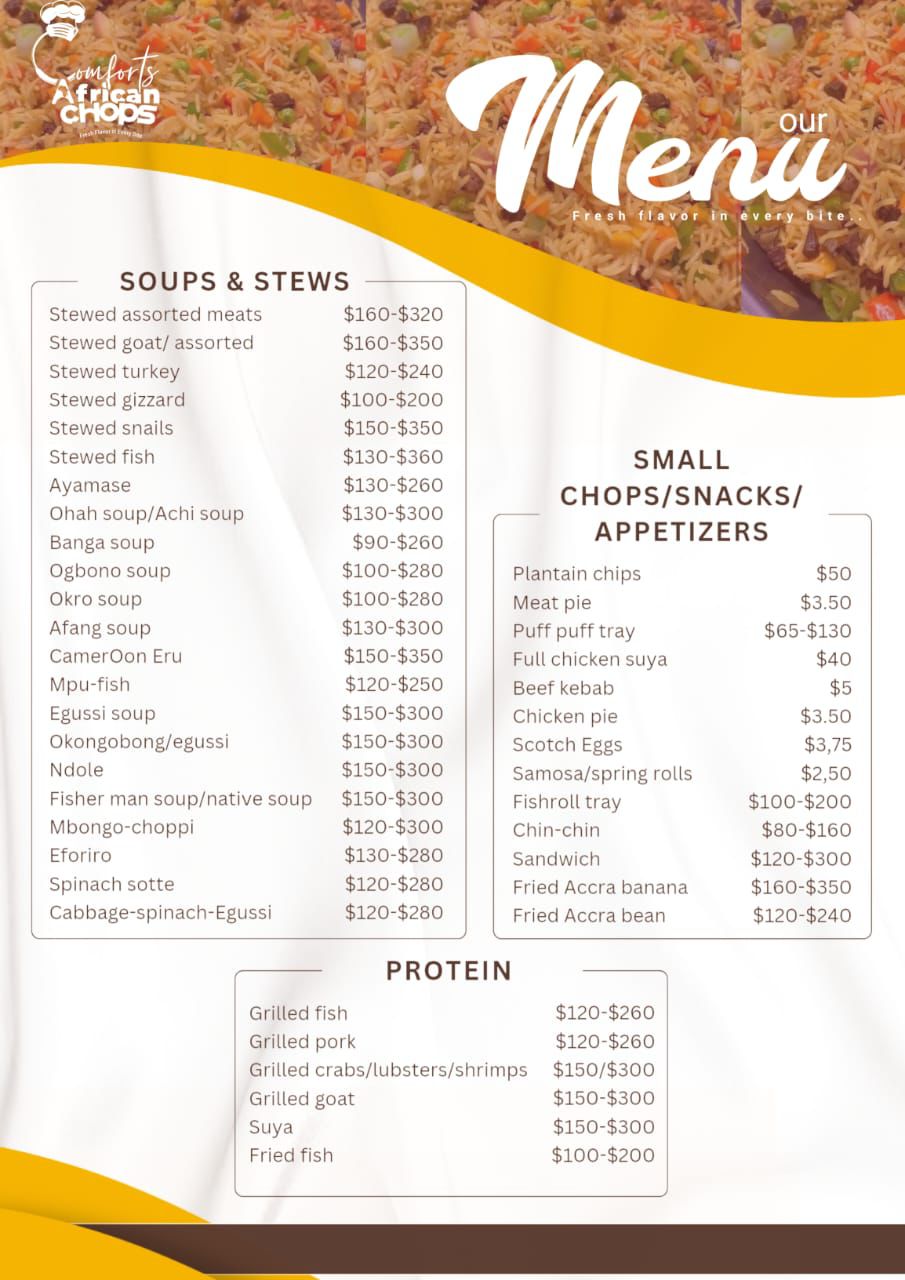 Comforts
African
CHOPS
Fresh Flavor in Every Bite
our
Menu
Fresh flavor in every bite..
SOUPS & STEWS
Stewed assorted meats $160-$320
Stewed goat/ assorted $160-$350
Stewed turkey $120-$240
Stewed gizzard $100-$200
Stewed snails $150-$350
Stewed fish $130-$360
Ayamase $130-$260
Ohah soup/Achi soup $130-$300
Banga soup $90-$260
Ogbono soup $100-$280
Okro soup $100-$280
Afang soup $130-$300
CamerOon Eru $150-$350
Mpu-fish $120-$250
Egussi soup $150-$300
Okongobong/egussi $150-$300
Ndole $150-$300
Fisher man soup/native soup $150-$300
Mbongo-choppi $120-$300
Eforiro $130-$280
Spinach sotte $120-$280
Cabbage-spinach-Egussi $120-$280
SMALL
CHOPS/SNACKS/
APPETIZERS
Plantain chips $50
Meat pie $3.50
Puff puff tray $65-$130
Full chicken suya $40
Beef kebab $5
Chicken pie $3.50
Scotch Eggs $3,75
Samosa/spring rolls $2,50
Fishroll tray $100-$200
Chin-chin $80-$160
Sandwich $120-$300
Fried Accra banana $160-$350
Fried Accra bean $120-$240
PROTEIN
Grilled fish $120-$260
Grilled pork $120-$260
Grilled crabs/lubsters/shrimps $150/$300
Grilled goat $150-$300
Suya $150-$300
Fried fish $100-$200